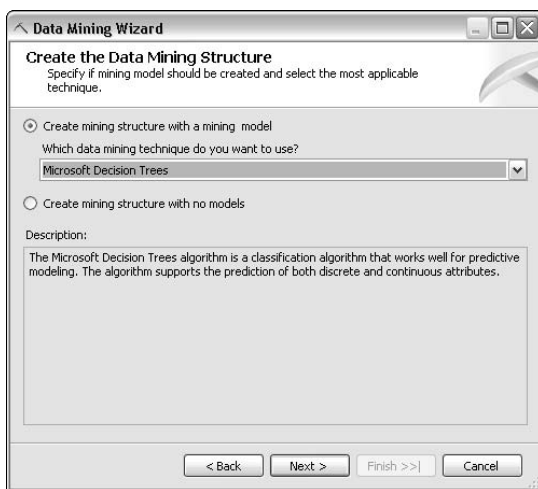 Data Mining Wizard
Create the Data Mining Structure
Specify if mining model should be created and select the most applicable
technique.
Create mining structure with a mining model
Which data mining technique do you want to use?
Microsoft Decision Trees
Create mining structure with no models
Description:
The Microsoft Decision Trees algorithm is a classification algorithm that works well for predictive
modeling. The algorithm supports the prediction of both discrete and continuous attributes.
< Back Next > Finish >>| Cancel